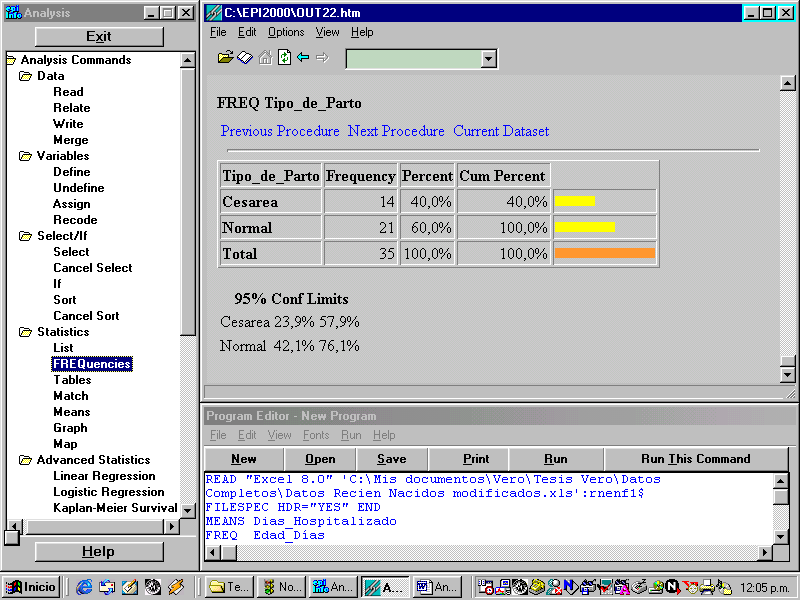 Analysis
Exit
Analysis Commands
Data
Read
Relate
Write
Merge
Variables
Define
Undefine
Assign
Recode
Select/If
Select
Cancel Select
If
Sort
Cancel Sort
Statistics
List
FREQuencies
Tables
Match
Means
Graph
Map
Advanced Statistics
Linear Regression
Logistic Regression
Kaplan-Meier Survival
Help
C:\EPI2000\OUT22.htm
File Edit Options View Help
FREQ Tipo_de_Parto
Previous Procedure Next Procedure Current Dataset
Tipo_de_Parto Frequency Percent Cum Percent
Cesarea 14 40,0% 40,0%
Normal 21 60,0% 100,0%
Total 35 100,0% 100,0%
95% Conf Limits
Cesarea 23,9% 57,9%
Normal 42,1% 76,1%
Program Editor - New Program
File Edit View Fonts Run Help
New Open Save Print Run Run This Command
READ "Excel 8.0" 'C:\Mis documentos\Vero\Tesis Vero\Datos
Completos\Datos Recien Nacidos modificados.xls':rnenf1$
FILESPEC HDR="YES" END
MEANS Dias_Hospitalizado
FREQ Edad_Días
Inicio Te... No... An... A... An... 12:05 p.m.